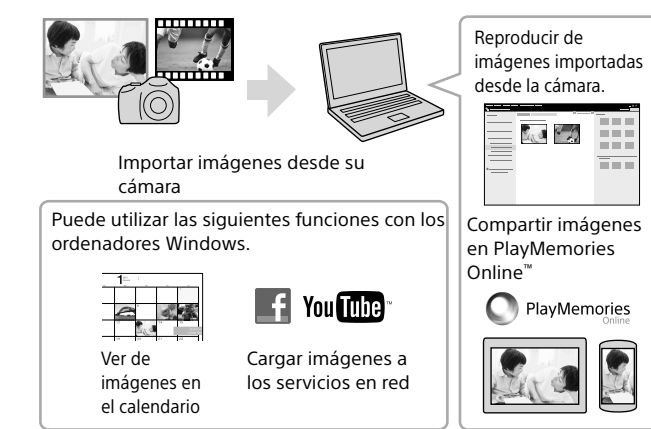 Importar imágenes desde su
cámara
Reproducir de
imágenes importadas
desde la cámara.
Compartir imágenes
en PlayMemories
Online™
PlayMemories
Online
Puede utilizar las siguientes funciones con los
ordenadores Windows.
1
Ver de
imágenes en
el calendario
f YouTube™
Cargar imágenes a
los servicios en red